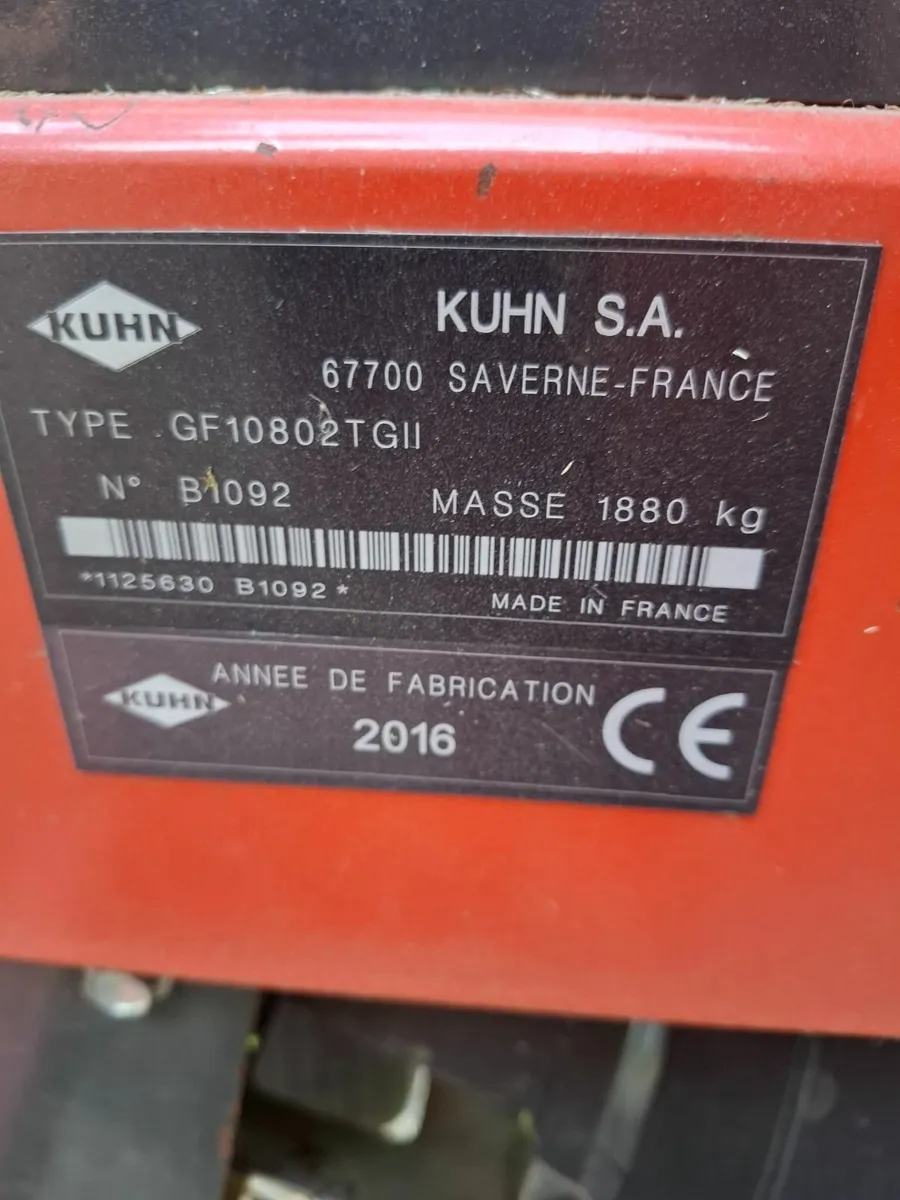 KUHN
KUHN S.A.
67700 SAVERNE-FRANCE
TYPE GF10802TGII
N° B1092 MASSE 1880 kg
*1125630 B1092*
MADE IN FRANCE
KUHN
ANNEE DE FABRICATION
2016
CE